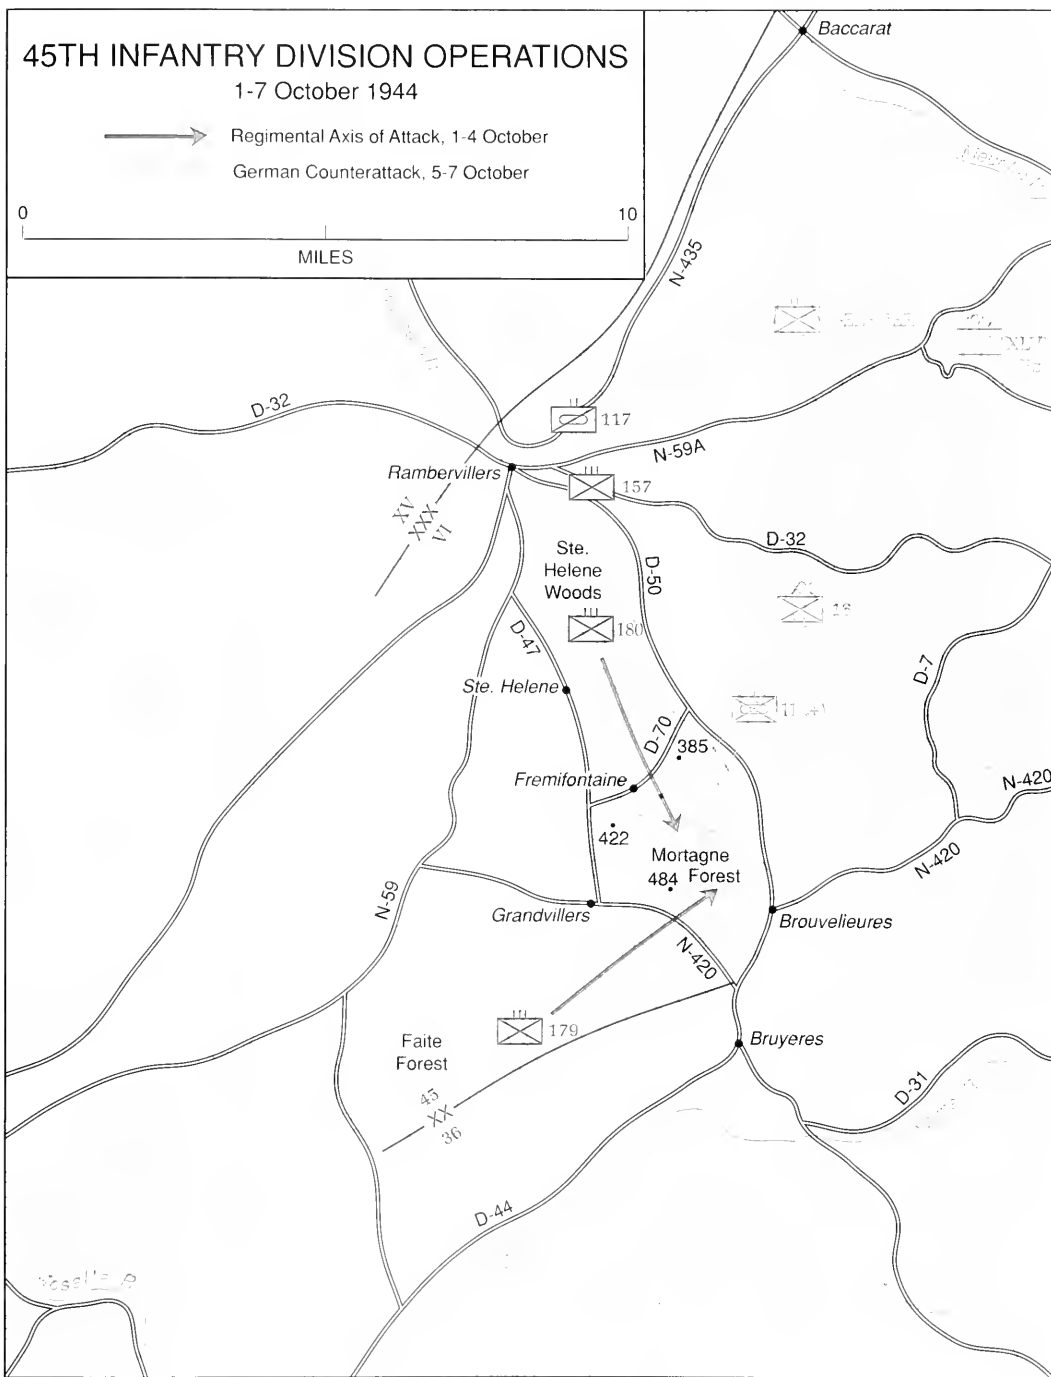 45TH INFANTRY DIVISION OPERATIONS
1-7 October 1944
Regimental Axis of Attack, 1-4 October
German Counterattack, 5-7 October
0
10
MILES
Baccarat
N-435
D-32
117
N-59A
Rambervillers
157
XV
XXX
VI
D-32
Ste.
Helene
Woods
D-50
180
D-47
D-7
Ste. Helene
D-70
385
Fremifontaine
N-420
422
Mortagne
Forest
484
N-420
N-59
Grandvillers
Brouvelieures
N-420
179
Faite
Forest
Bruyeres
45
XX
36
D-31
D-44